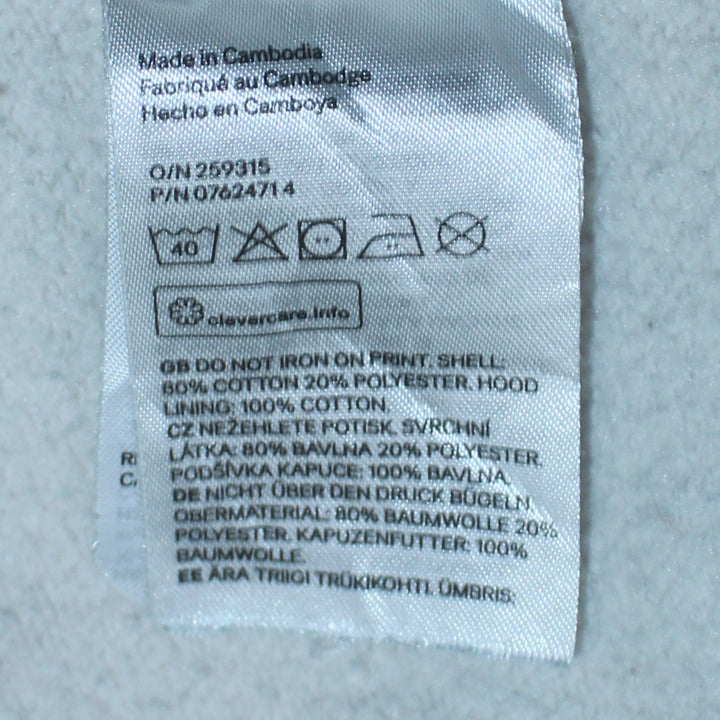 Made in Cambodia
Fabriqué au Cambodge
Hecho en Camboya
O/N 259315
P/N 07624714
40
clevercare.info
GB DO NOT IRON ON PRINT. SHELL:
80% COTTON 20% POLYESTER. HOOD
LINING: 100% COTTON.
CZ NEŽEHLETE POTISK. SVRCHNÍ
LÁTKA: 80% BAVLNA 20% POLYESTER.
PODŠÍVKA KAPUCE: 100% BAVLNA.
DE NICHT ÜBER DEN DRUCK BÜGELN.
OBERMATERIAL: 80% BAUMWOLLE 20%
POLYESTER. KAPUZENFUTTER: 100%
BAUMWOLLE.
EE ÄRA TRIIGI TRÜKIKOHTI. ÜMBRIS: